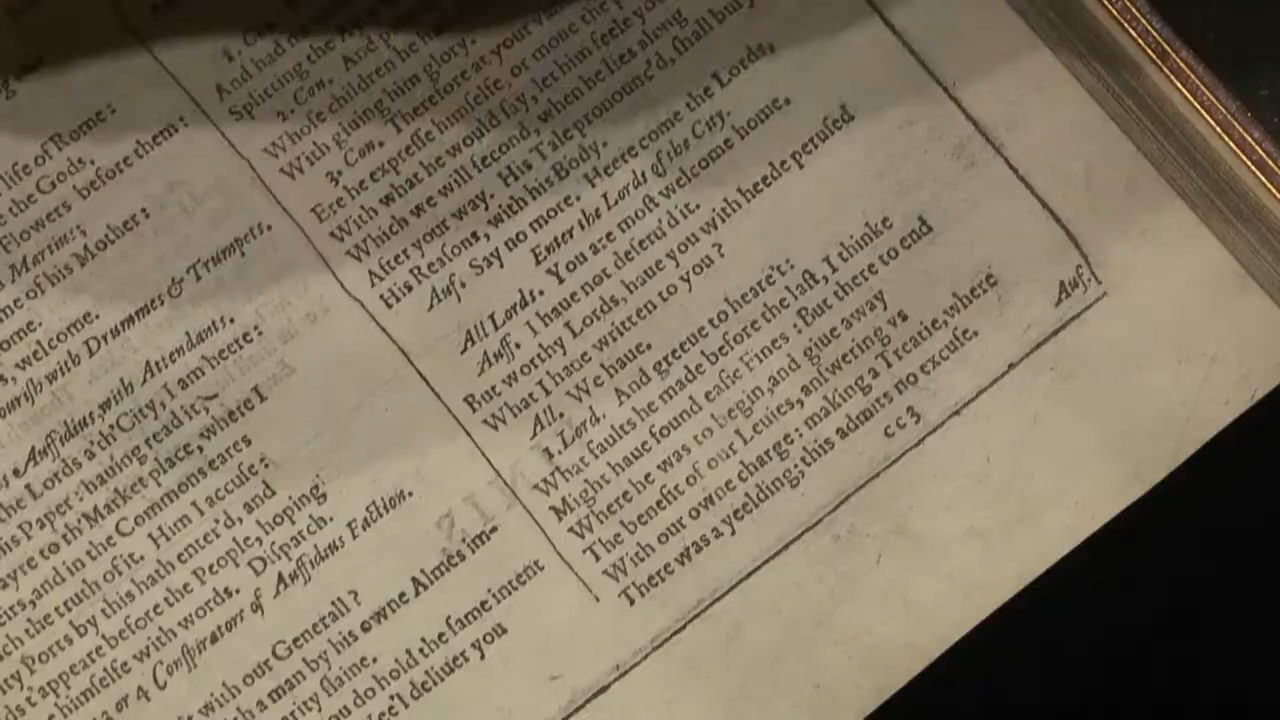 life of Rome:
the Gods.
Flowers before them:
Martius;
me of his Mother:
ome.
welcome.
ourish with Drummes & Trumpets.
Auffidius, with Attendants.
the Lords a'th'City, I am heere:
his Paper: hauing read it,
ayre to th'Market place, where I
irs, and in the Commons eares
ch the truth of it. Him I accuse:
ity Ports by this hath enter'd, and
ds t'appeare before the People, hoping
himselfe with words. Dispatch.
3 or 4 Conspirators of Auffidius Faction.
with our Generall?
h a man by his owne Almes im-
arity slaine.
ou do hold the same intent
Wee'l deliuer you
1. Con.
And had no
Splitting the Ayre
2. Con. And p
Whose children he h
With giuing him glory.
3. Con. Therefore at your van
Ere he expresse himselfe, or moue the p
With what he would say, let him feele you
Which we will second, when he lies along
After your way. His Tale pronounc'd, shall bury
His Reasons, with his Body.
Auf. Say no more. Heere come the Lords,
Enter the Lords of the City.
All Lords. You are most welcome home.
Auff. I haue not deseru'd it.
But worthy Lords, haue you with heede perused
What I haue written to you?
All. We haue.
1. Lord. And greeue to heare't:
What faults he made before the last, I thinke
Might haue found easie Fines: But there to end
Where he was to begin, and giue away
The benefit of our Leuies, answering vs
With our owne charge: making a Treatie, where
There was a yeelding; this admits no excuse.
cc3
Auf.